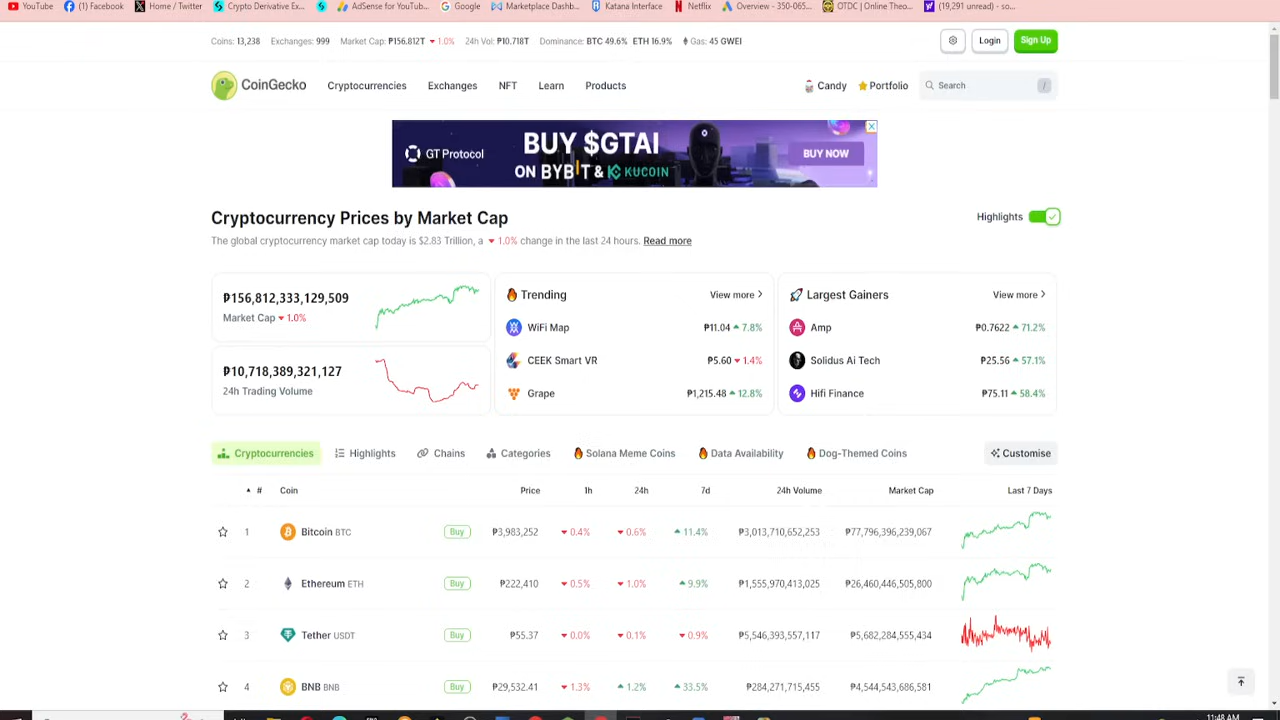 YouTube (1) Facebook Home / Twitter Crypto Derivative Ex... AdSense for YouTub... Google Marketplace Dashb... Katana Interface Netflix Overview - 350-065... OTDC | Online Theo... (19,291 unread) - so...
Coins: 13,238 Exchanges: 999 Market Cap: ₱156.812T 1.0% 24h Vol: ₱10.718T Dominance: BTC 49.6% ETH 16.9% Gas: 45 GWEI Login Sign Up
CoinGecko Cryptocurrencies Exchanges NFT Learn Products Candy Portfolio Search /
GT Protocol BUY $GTAI ON BYBIT & KUCOIN BUY NOW
Cryptocurrency Prices by Market Cap Highlights
The global cryptocurrency market cap today is $2.83 Trillion, a 1.0% change in the last 24 hours. Read more
₱156,812,333,129,509
Market Cap 1.0%
₱10,718,389,321,127
24h Trading Volume
Trending View more
WiFi Map ₱11.04 7.8%
CEEK Smart VR ₱5.60 1.4%
Grape ₱1,215.48 12.8%
Largest Gainers View more
Amp ₱0.7622 71.2%
Solidus Ai Tech ₱25.56 57.1%
Hifi Finance ₱75.11 58.4%
Cryptocurrencies Highlights Chains Categories Solana Meme Coins Data Availability Dog-Themed Coins Customise
# Coin Price 1h 24h 7d 24h Volume Market Cap Last 7 Days
1 Bitcoin BTC Buy ₱3,983,252 0.4% 0.6% 11.4% ₱3,013,710,652,253 ₱77,796,396,239,067
2 Ethereum ETH Buy ₱222,410 0.5% 1.0% 9.9% ₱1,555,970,413,025 ₱26,460,446,505,800
3 Tether USDT Buy ₱55.37 0.0% 0.1% 0.9% ₱5,546,393,557,117 ₱5,682,284,555,434
4 BNB BNB Buy ₱29,532.41 1.3% 1.2% 33.5% ₱284,271,715,455 ₱4,544,543,686,581
11:48 AM